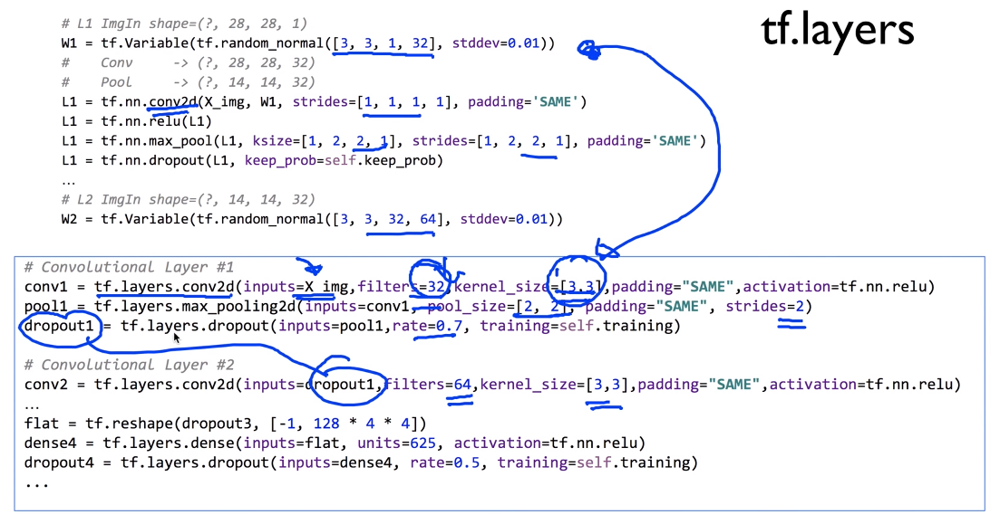 tf.layers
# L1 ImgIn shape=(?, 28, 28, 1)
W1 = tf.Variable(tf.random_normal([3, 3, 1, 32], stddev=0.01))
#    Conv     -> (?, 28, 28, 32)
#    Pool     -> (?, 14, 14, 32)
L1 = tf.nn.conv2d(X_img, W1, strides=[1, 1, 1, 1], padding='SAME')
L1 = tf.nn.relu(L1)
L1 = tf.nn.max_pool(L1, ksize=[1, 2, 2, 1], strides=[1, 2, 2, 1], padding='SAME')
L1 = tf.nn.dropout(L1, keep_prob=self.keep_prob)
...
# L2 ImgIn shape=(?, 14, 14, 32)
W2 = tf.Variable(tf.random_normal([3, 3, 32, 64], stddev=0.01))
# Convolutional Layer #1
conv1 = tf.layers.conv2d(inputs=X_img,filters=32,kernel_size=[3,3],padding="SAME",activation=tf.nn.relu)
pool1 = tf.layers.max_pooling2d(inputs=conv1, pool_size=[2, 2], padding="SAME", strides=2)
dropout1 = tf.layers.dropout(inputs=pool1,rate=0.7, training=self.training)
# Convolutional Layer #2
conv2 = tf.layers.conv2d(inputs=dropout1,filters=64,kernel_size=[3,3],padding="SAME",activation=tf.nn.relu)
...
flat = tf.reshape(dropout3, [-1, 128 * 4 * 4])
dense4 = tf.layers.dense(inputs=flat, units=625, activation=tf.nn.relu)
dropout4 = tf.layers.dropout(inputs=dense4, rate=0.5, training=self.training)
...